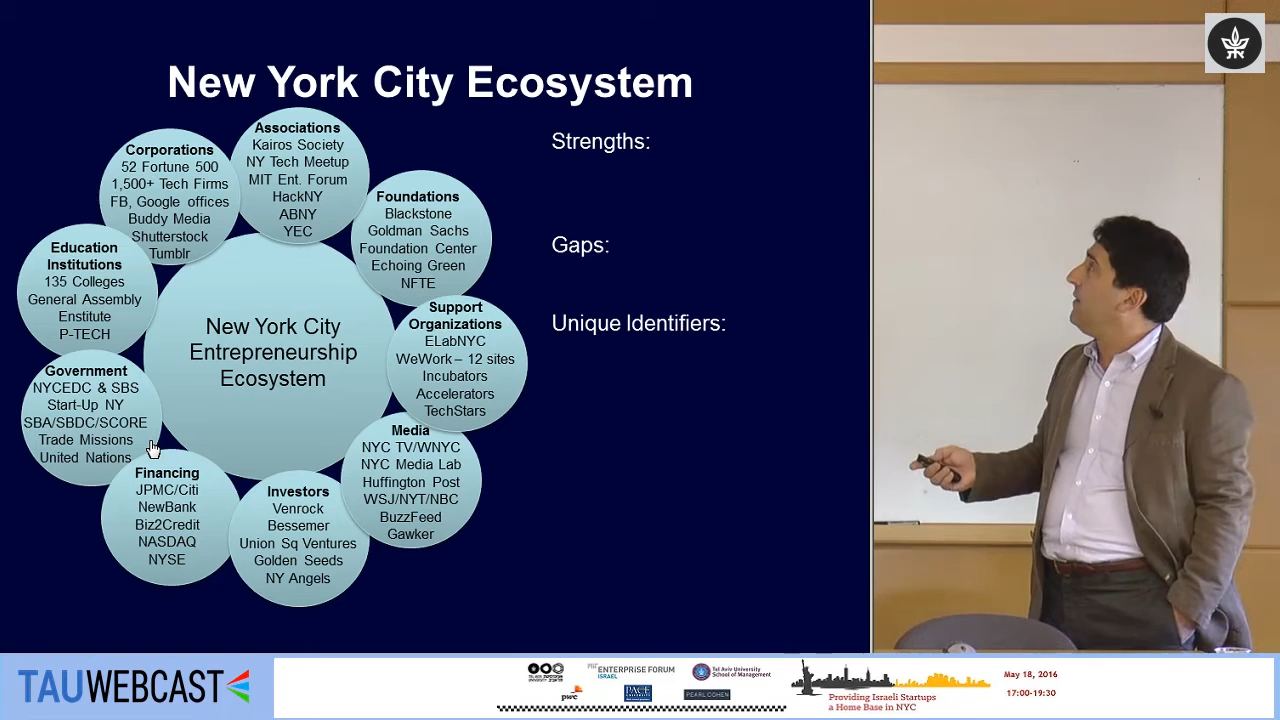 New York City Ecosystem
Associations
Kairos Society
NY Tech Meetup
MIT Ent. Forum
HackNY
ABNY
YEC
Corporations
52 Fortune 500
1,500+ Tech Firms
FB, Google offices
Buddy Media
Shutterstock
Tumblr
Foundations
Blackstone
Goldman Sachs
Foundation Center
Echoing Green
NFTE
Education
Institutions
135 Colleges
General Assembly
Enstitute
P-TECH
Support
Organizations
ELabNYC
WeWork – 12 sites
Incubators
Accelerators
TechStars
New York City
Entrepreneurship
Ecosystem
Government
NYCEDC & SBS
Start-Up NY
SBA/SBDC/SCORE
Trade Missions
United Nations
Media
NYC TV/WNYC
NYC Media Lab
Huffington Post
WSJ/NYT/NBC
BuzzFeed
Gawker
Financing
JPMC/Citi
NewBank
Biz2Credit
NASDAQ
NYSE
Investors
Venrock
Bessemer
Union Sq Ventures
Golden Seeds
NY Angels
Strengths:
Gaps:
Unique Identifiers:
TAUWEBCAST
ENTERPRISE FORUM
ISRAEL
Tel Aviv University
School of Management
pwc
PACE
PEARL COHEN
Providing Israeli Startups
a Home Base in NYC
May 18, 2016
17:00-19:30